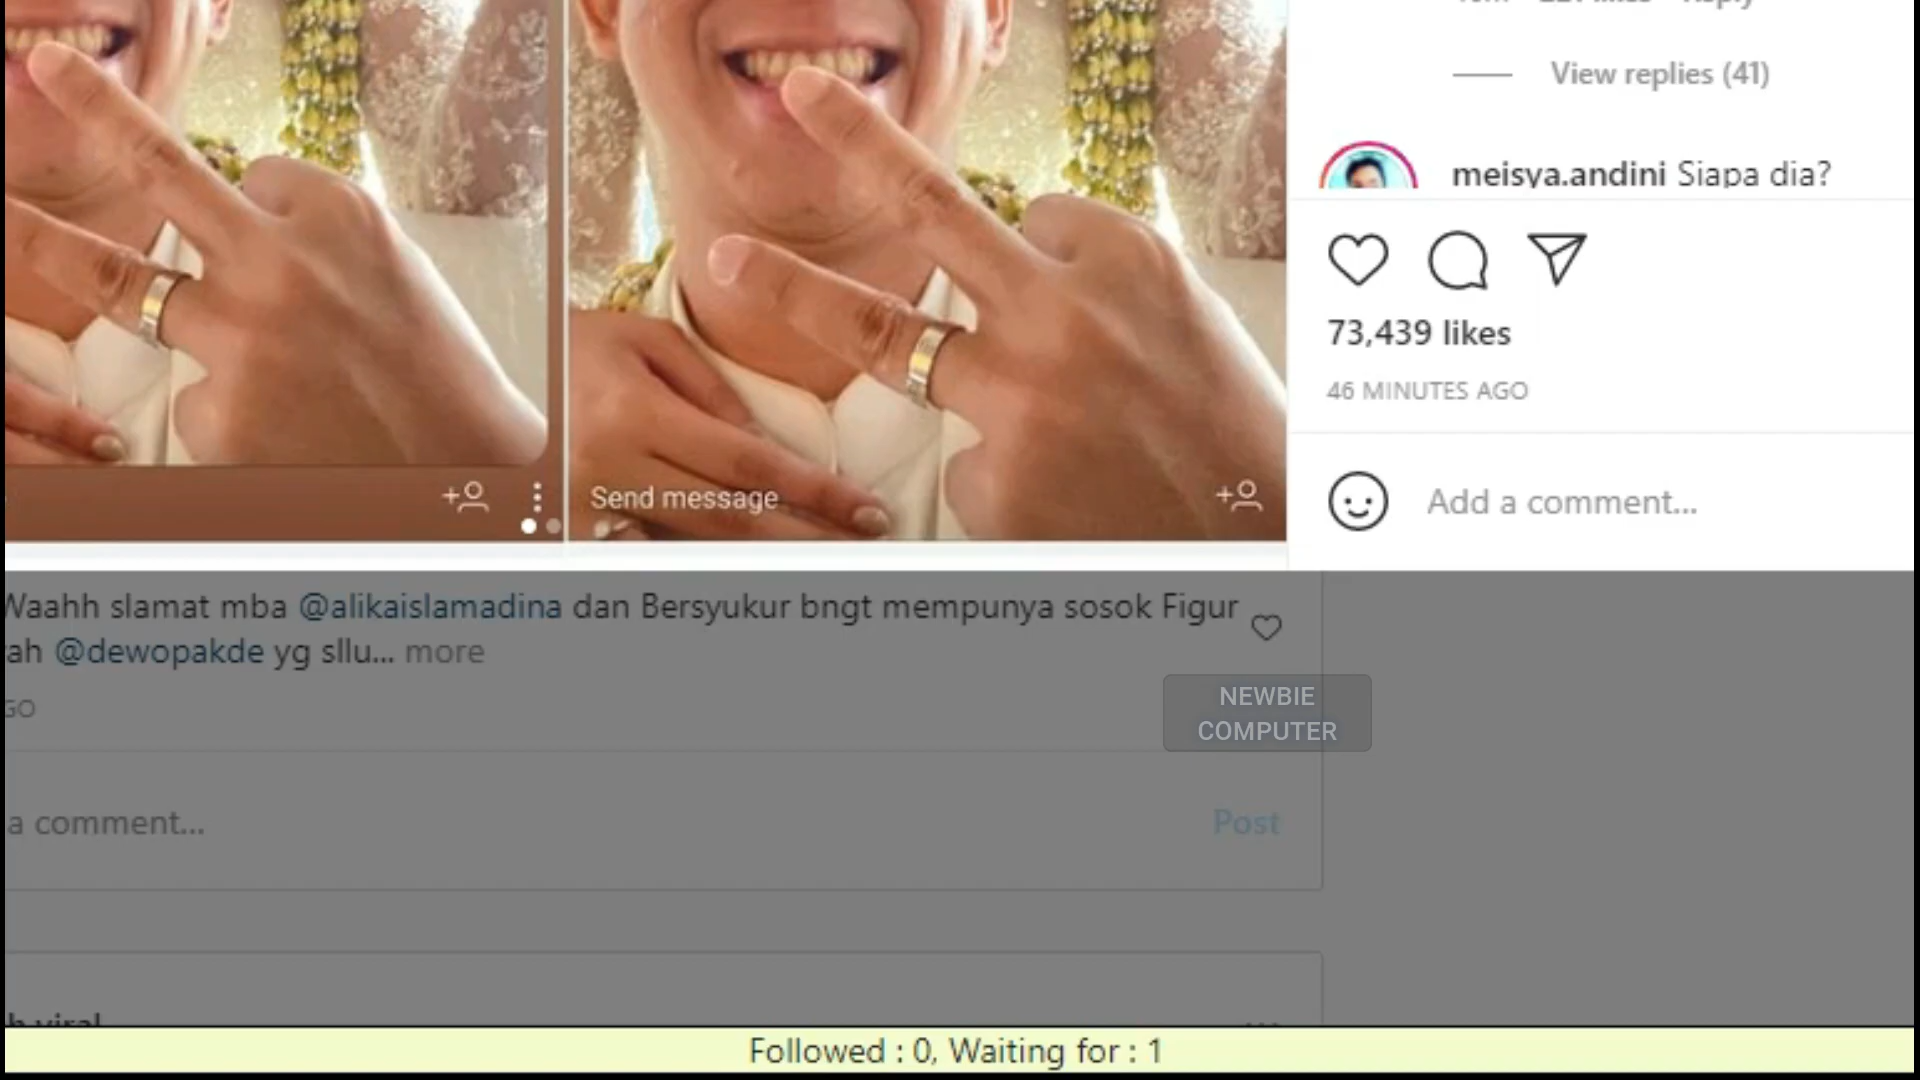 View replies (41)
meisya.andini Siapa dia?
73,439 likes
46 MINUTES AGO
Send message
Add a comment...
Waahh slamat mba @alikaislamadina dan Bersyukur bngt mempunya sosok Figur
@dewopakde yg sllu... more
NEWBIE
COMPUTER
a comment...
Post
viral
Followed : 0, Waiting for : 1